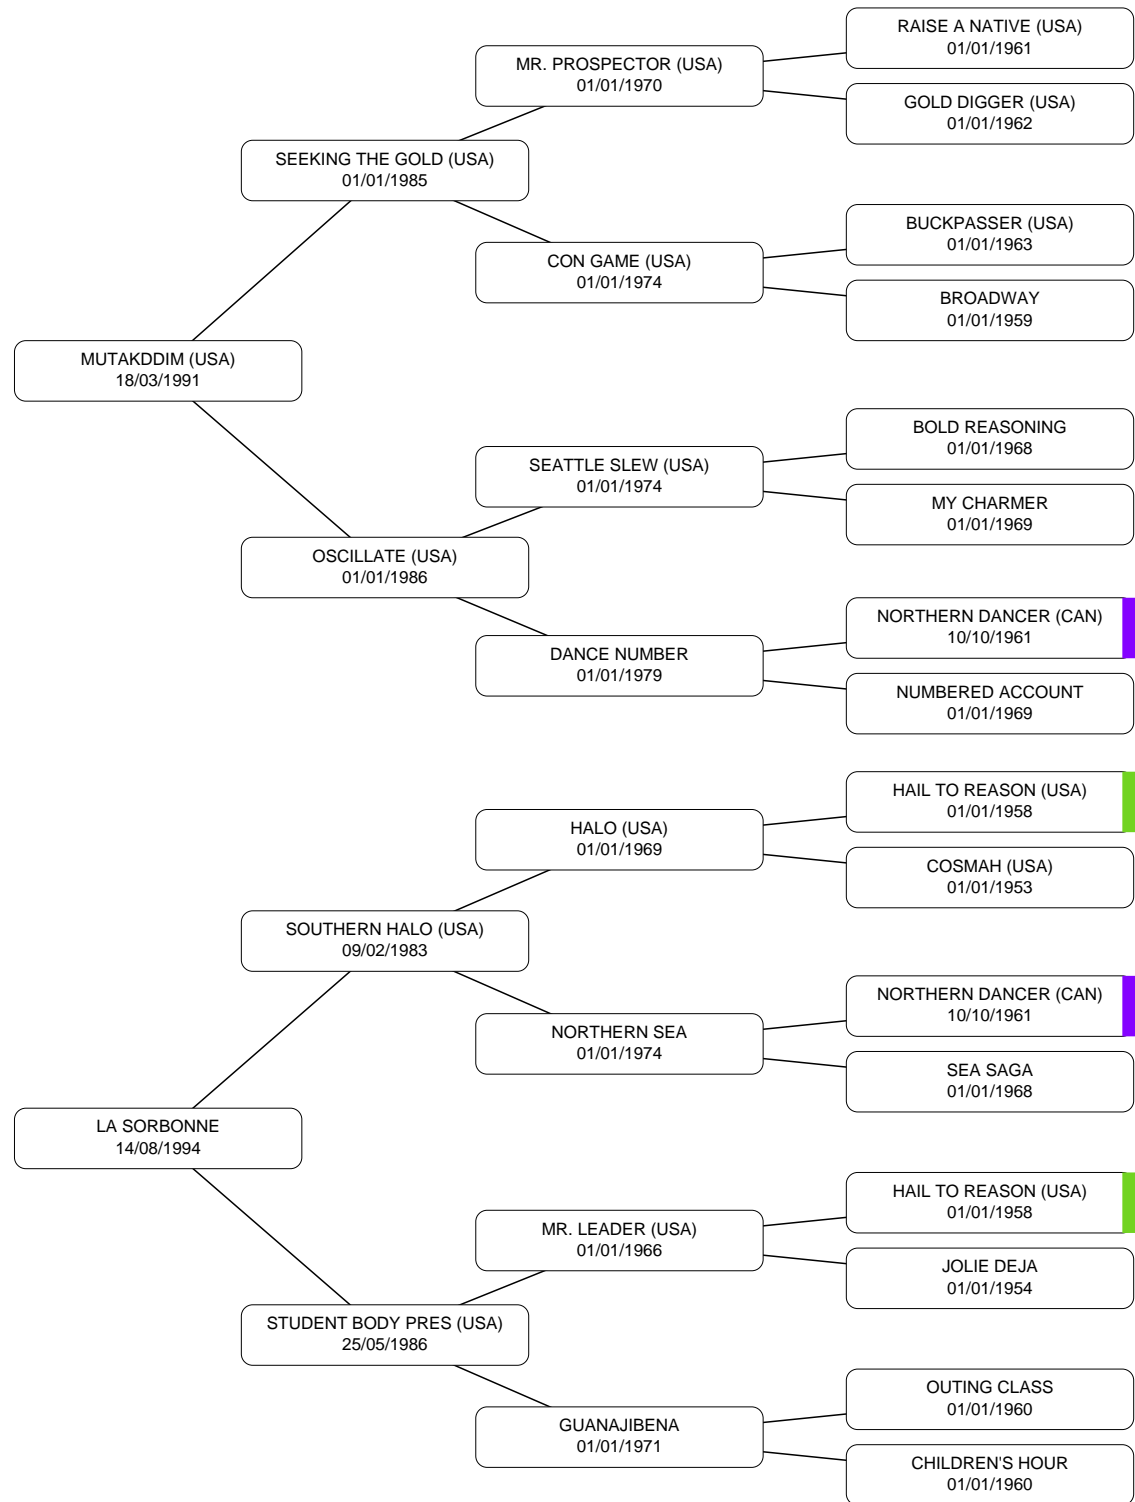 RAISE A NATIVE (USA)
01/01/1961
MR. PROSPECTOR (USA)
01/01/1970
GOLD DIGGER (USA)
01/01/1962
SEEKING THE GOLD (USA)
01/01/1985
BUCKPASSER (USA)
01/01/1963
CON GAME (USA)
01/01/1974
BROADWAY
01/01/1959
MUTAKDDIM (USA)
18/03/1991
BOLD REASONING
01/01/1968
SEATTLE SLEW (USA)
01/01/1974
MY CHARMER
01/01/1969
OSCILLATE (USA)
01/01/1986
NORTHERN DANCER (CAN)
10/10/1961
DANCE NUMBER
01/01/1979
NUMBERED ACCOUNT
01/01/1969
HAIL TO REASON (USA)
01/01/1958
HALO (USA)
01/01/1969
COSMAH (USA)
01/01/1953
SOUTHERN HALO (USA)
09/02/1983
NORTHERN DANCER (CAN)
10/10/1961
NORTHERN SEA
01/01/1974
SEA SAGA
01/01/1968
LA SORBONNE
14/08/1994
HAIL TO REASON (USA)
01/01/1958
MR. LEADER (USA)
01/01/1966
JOLIE DEJA
01/01/1954
STUDENT BODY PRES (USA)
25/05/1986
OUTING CLASS
01/01/1960
GUANAJIBENA
01/01/1971
CHILDREN'S HOUR
01/01/1960